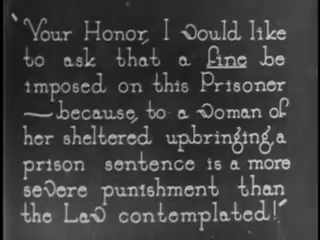 "Your Honor, I would like
to ask that a fine be
imposed on this Prisoner
—because, to a woman of
her sheltered upbringing, a
prison sentence is a more
severe punishment than
the Law contemplated!"